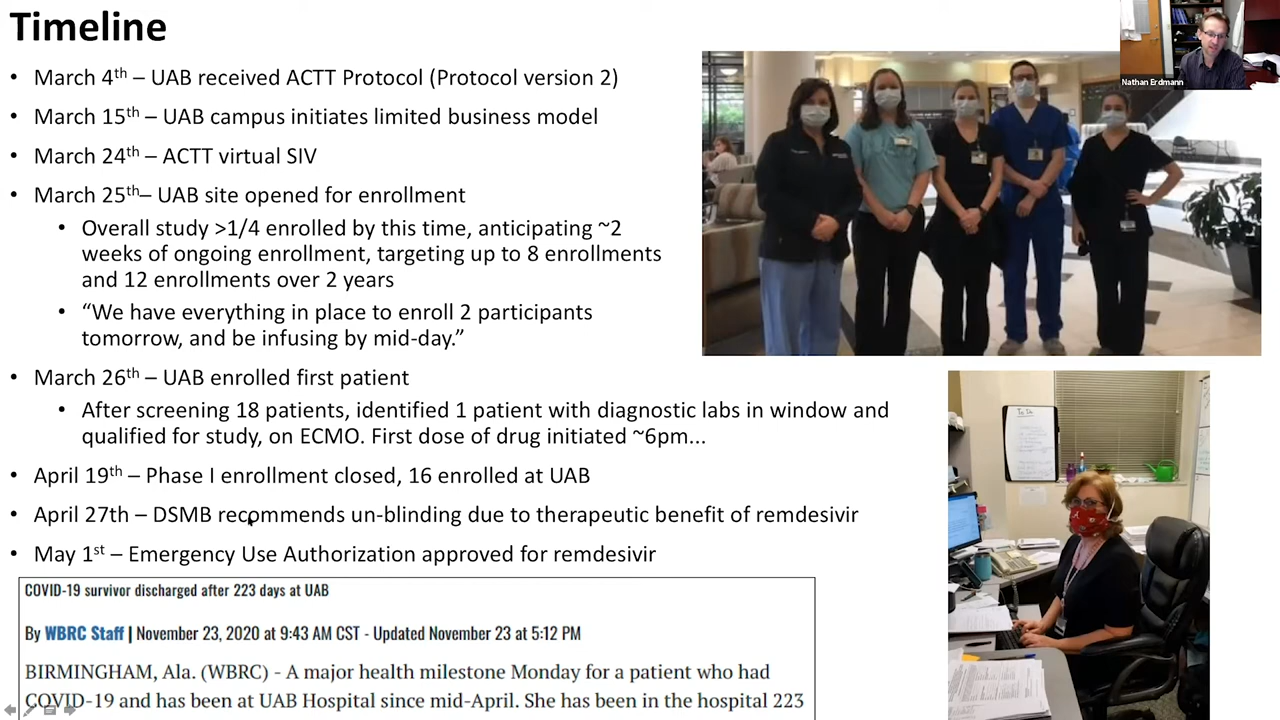 Timeline
• March 4th – UAB received ACTT Protocol (Protocol version 2)
• March 15th – UAB campus initiates limited business model
• March 24th – ACTT virtual SIV
• March 25th– UAB site opened for enrollment
• Overall study >1/4 enrolled by this time, anticipating ~2
weeks of ongoing enrollment, targeting up to 8 enrollments
and 12 enrollments over 2 years
• “We have everything in place to enroll 2 participants
tomorrow, and be infusing by mid-day.”
• March 26th – UAB enrolled first patient
• After screening 18 patients, identified 1 patient with diagnostic labs in window and
qualified for study, on ECMO. First dose of drug initiated ~6pm...
• April 19th – Phase I enrollment closed, 16 enrolled at UAB
• April 27th – DSMB recommends un-blinding due to therapeutic benefit of remdesivir
• May 1st – Emergency Use Authorization approved for remdesivir
COVID-19 survivor discharged after 223 days at UAB
By WBRC Staff | November 23, 2020 at 9:43 AM CST - Updated November 23 at 5:12 PM
BIRMINGHAM, Ala. (WBRC) - A major health milestone Monday for a patient who had
COVID-19 and has been at UAB Hospital since mid-April. She has been in the hospital 223
Nathan Erdmann